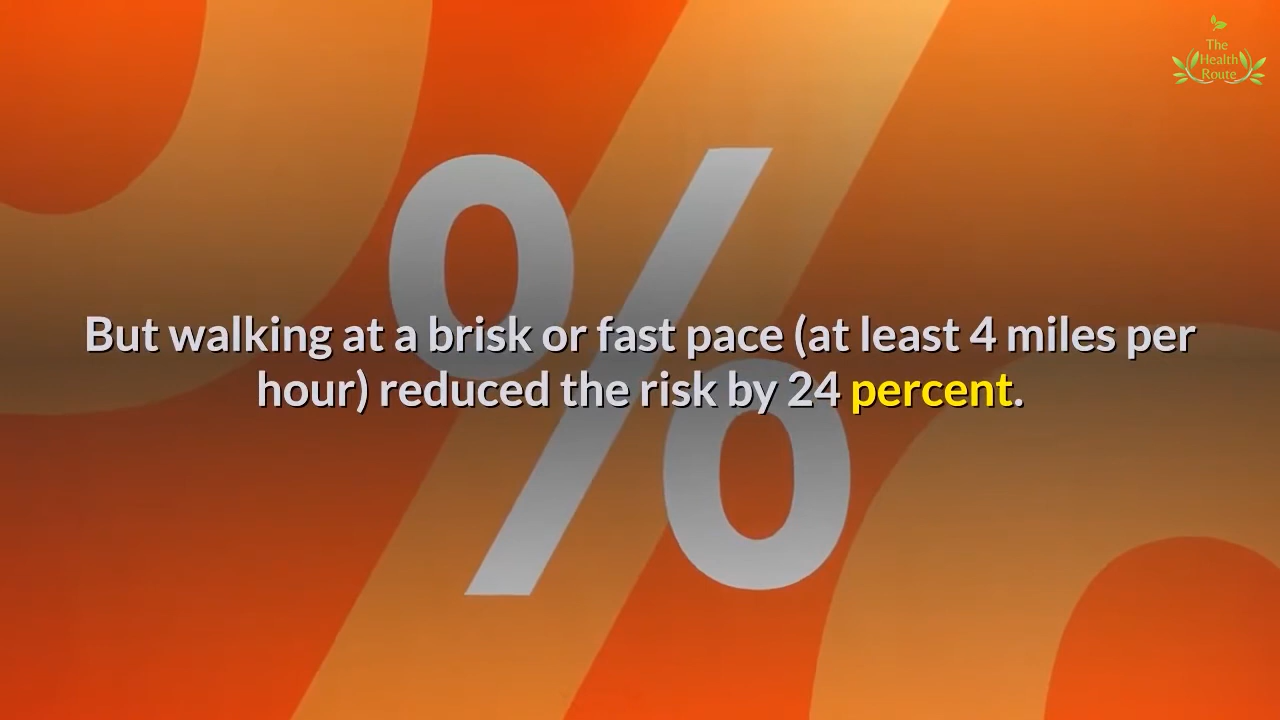 The
Health
Route
%
But walking at a brisk or fast pace (at least 4 miles per
hour) reduced the risk by 24 percent.